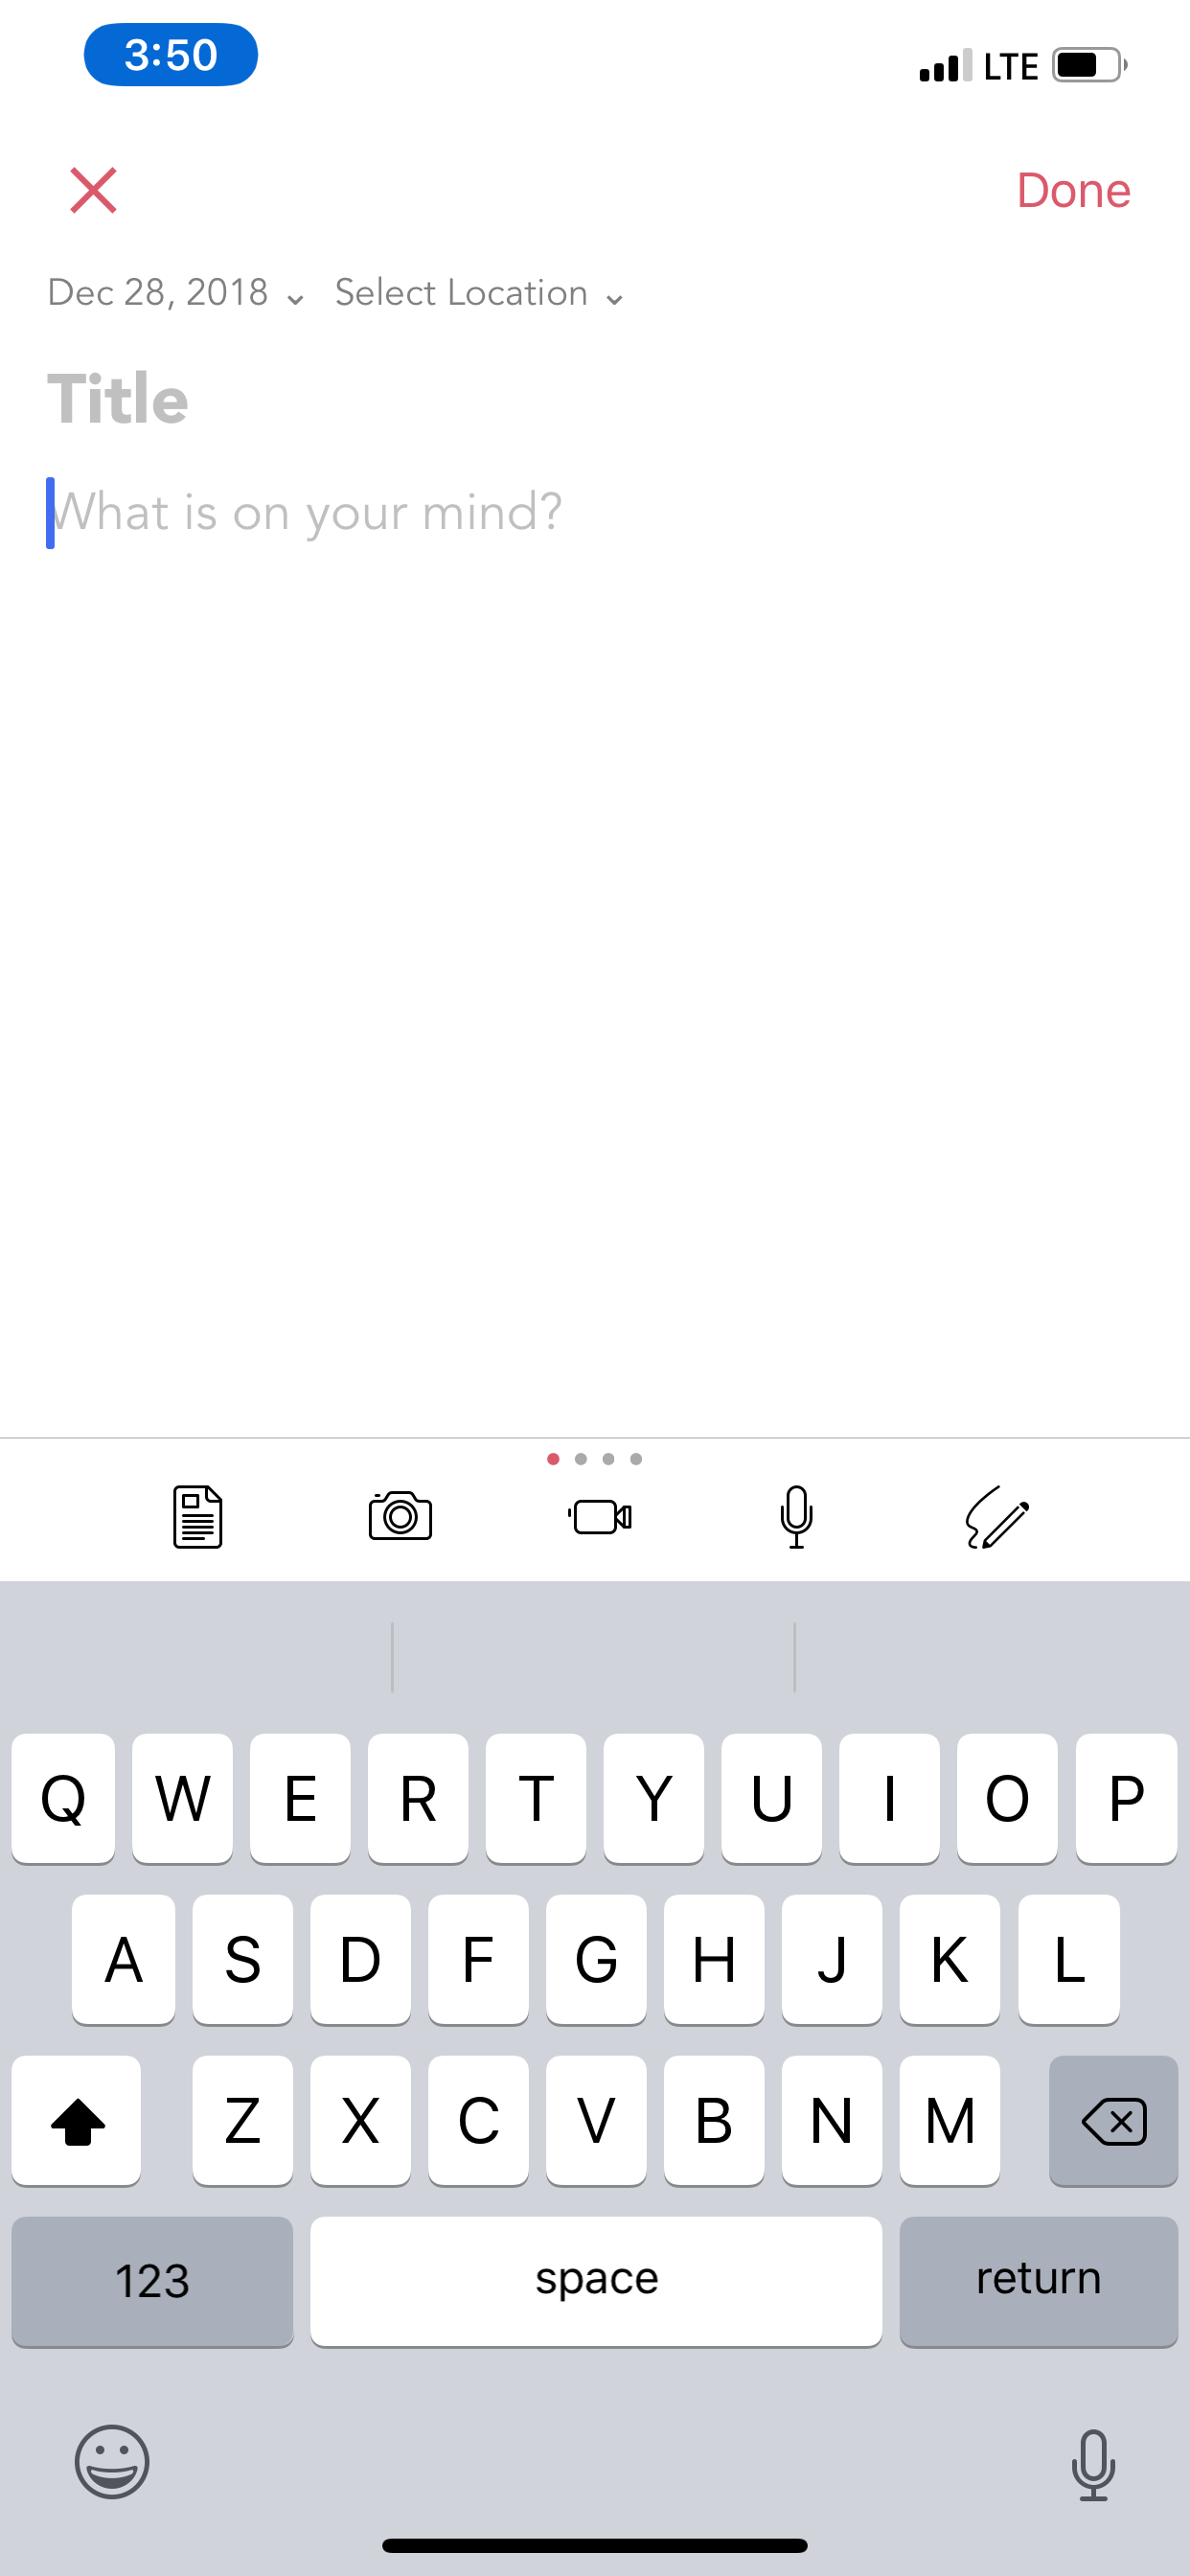 3:50 LTE
Done
Dec 28, 2018 Select Location
Title
What is on your mind?
Q W E R T Y U I O P
A S D F G H J K L
Z X C V B N M
123 space return